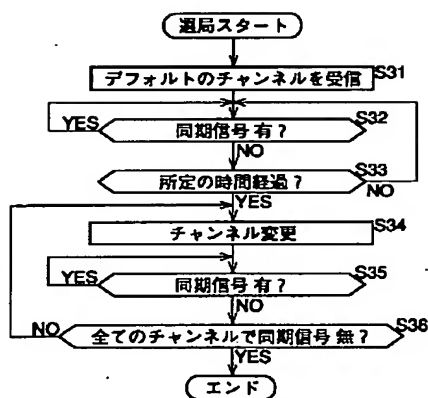 選局スタート
デフォルトのチャンネルを受信 S31
同期信号 有? S32
YES
NO
所定の時間経過? S33
NO
YES
チャンネル変更 S34
同期信号 有? S35
YES
NO
全てのチャンネルで同期信号 無? S36
NO
YES
エンド